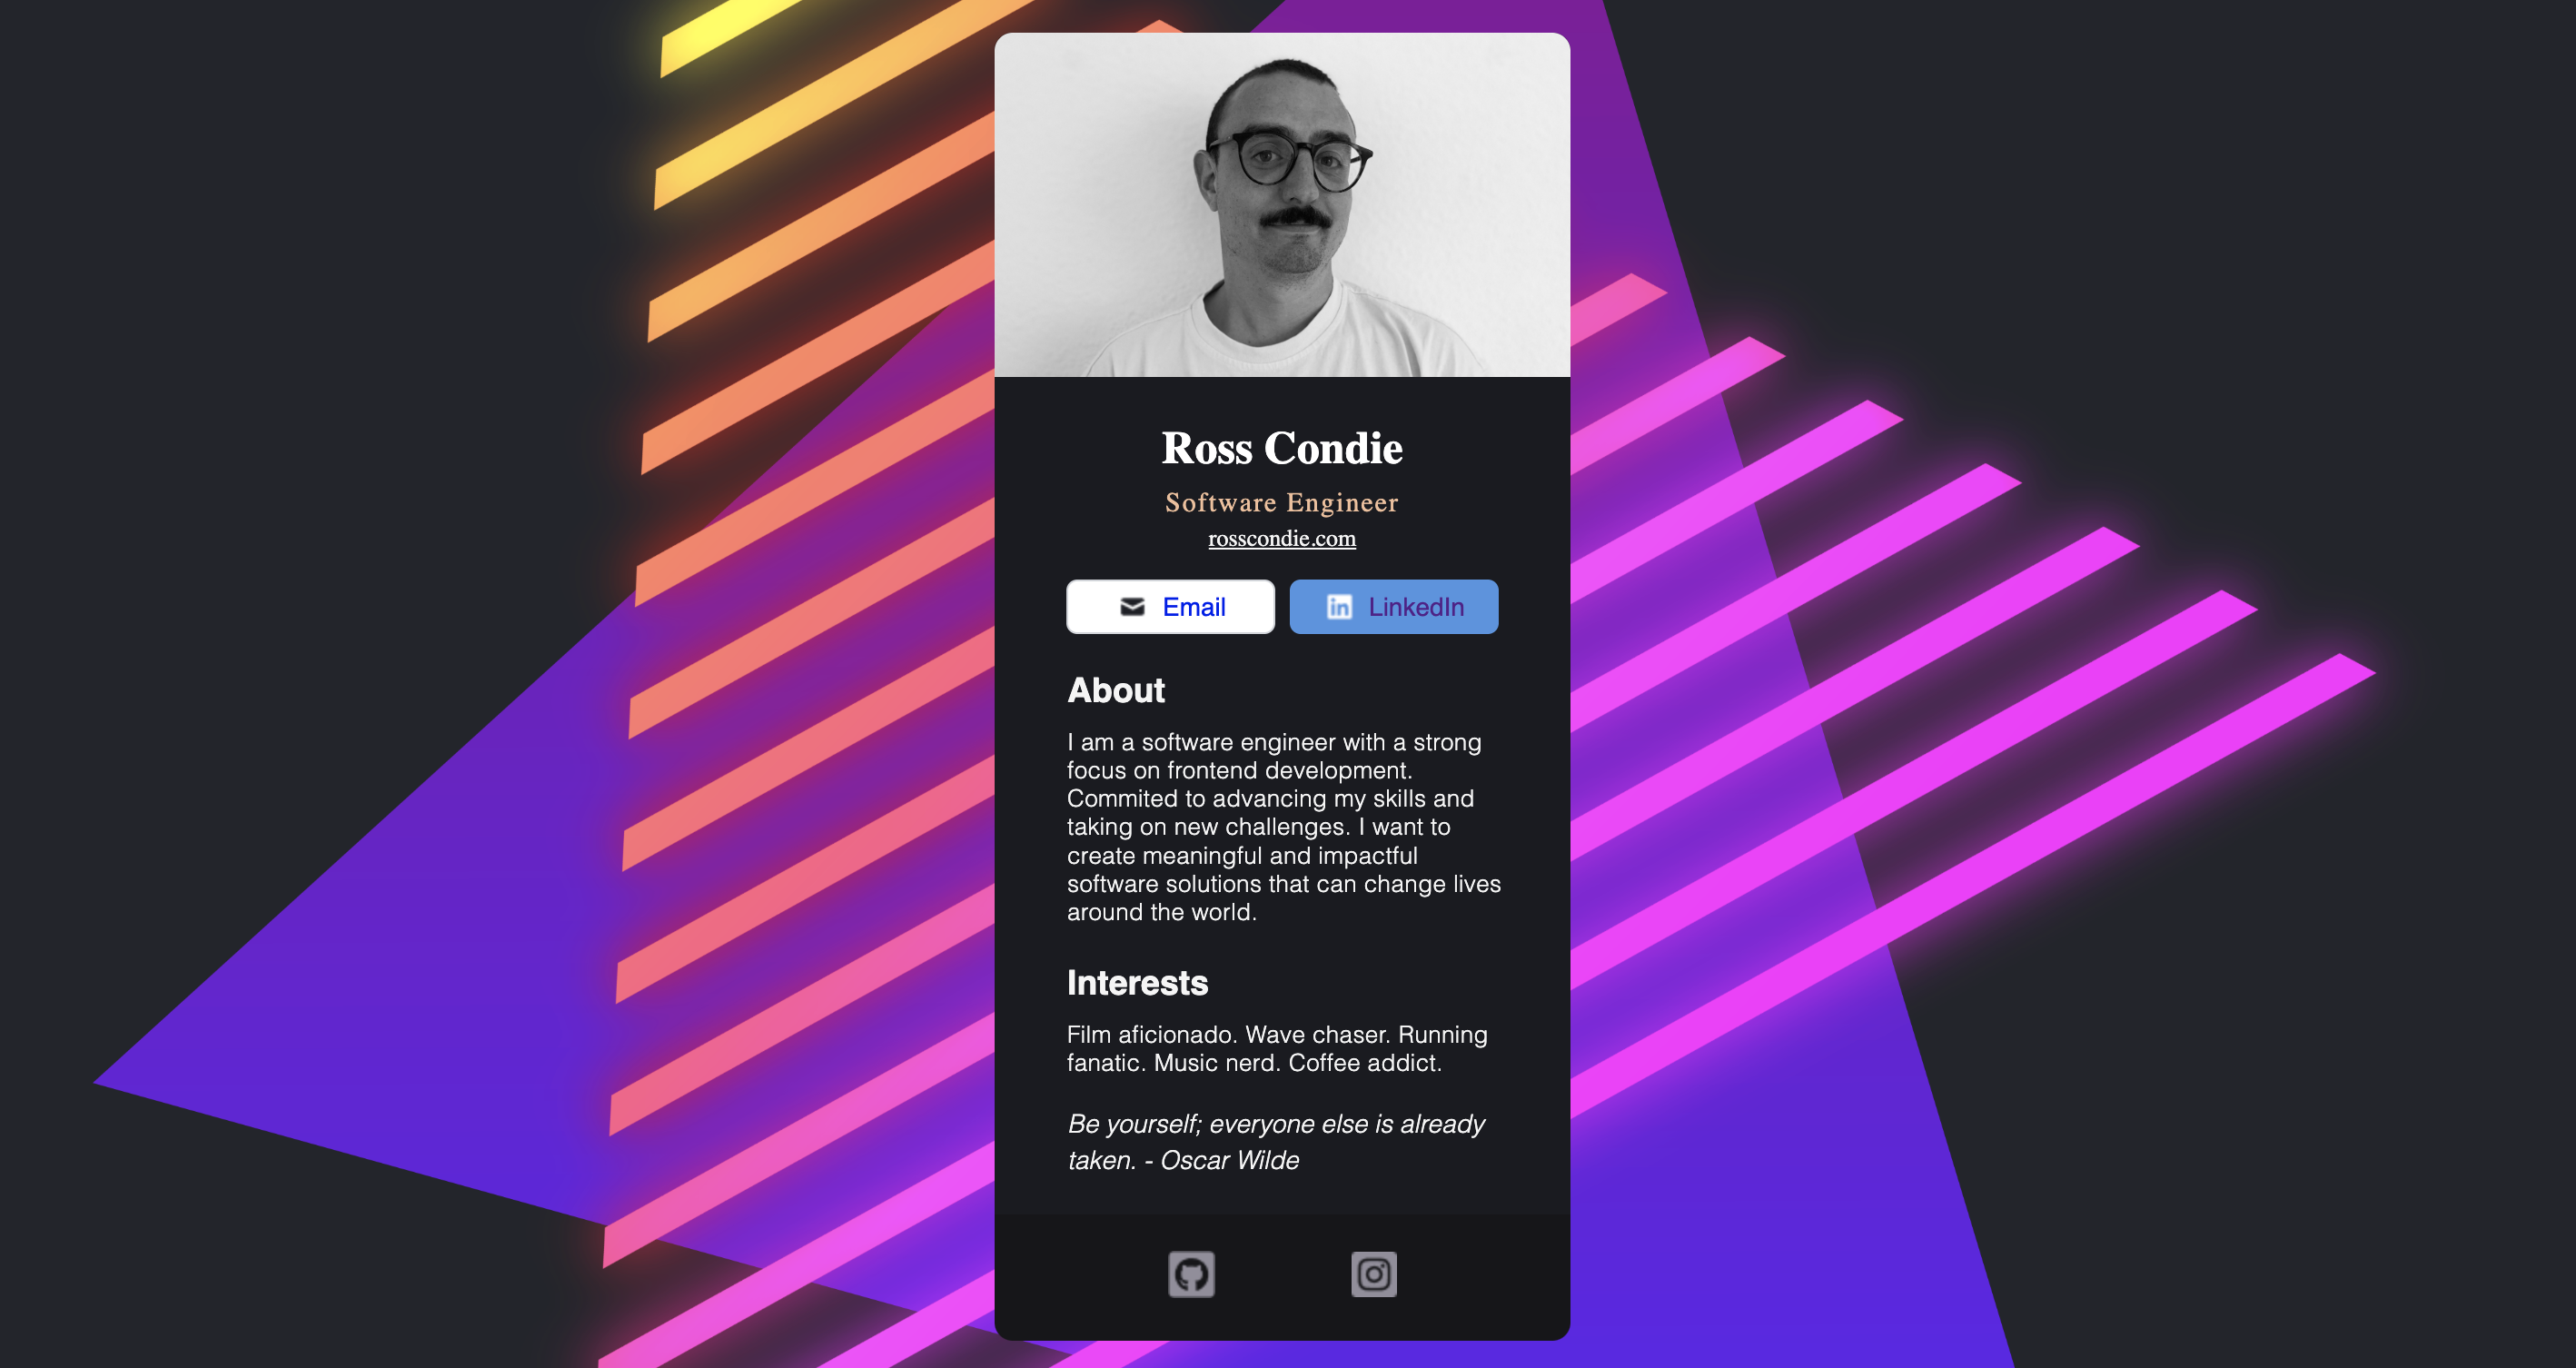 Ross Condie
Software Engineer
rosscondie.com
Email
in LinkedIn
About
I am a software engineer with a strong
focus on frontend development.
Commited to advancing my skills and
taking on new challenges. I want to
create meaningful and impactful
software solutions that can change lives
around the world.
Interests
Film aficionado. Wave chaser. Running
fanatic. Music nerd. Coffee addict.
Be yourself; everyone else is already
taken. - Oscar Wilde